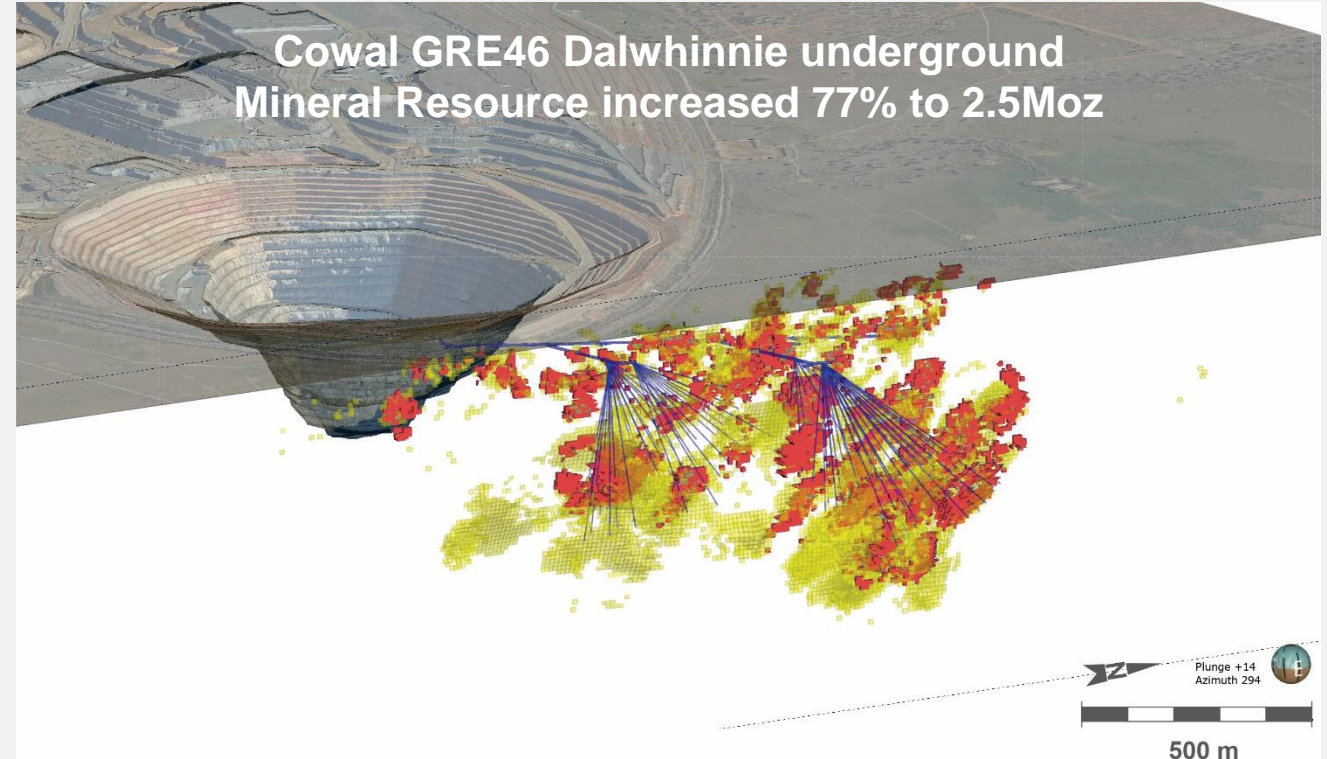 Cowal GRE46 Dalwhinnie underground
Mineral Resource increased 77% to 2.5Moz
N
Plunge +14
Azimuth 294
E
500 m